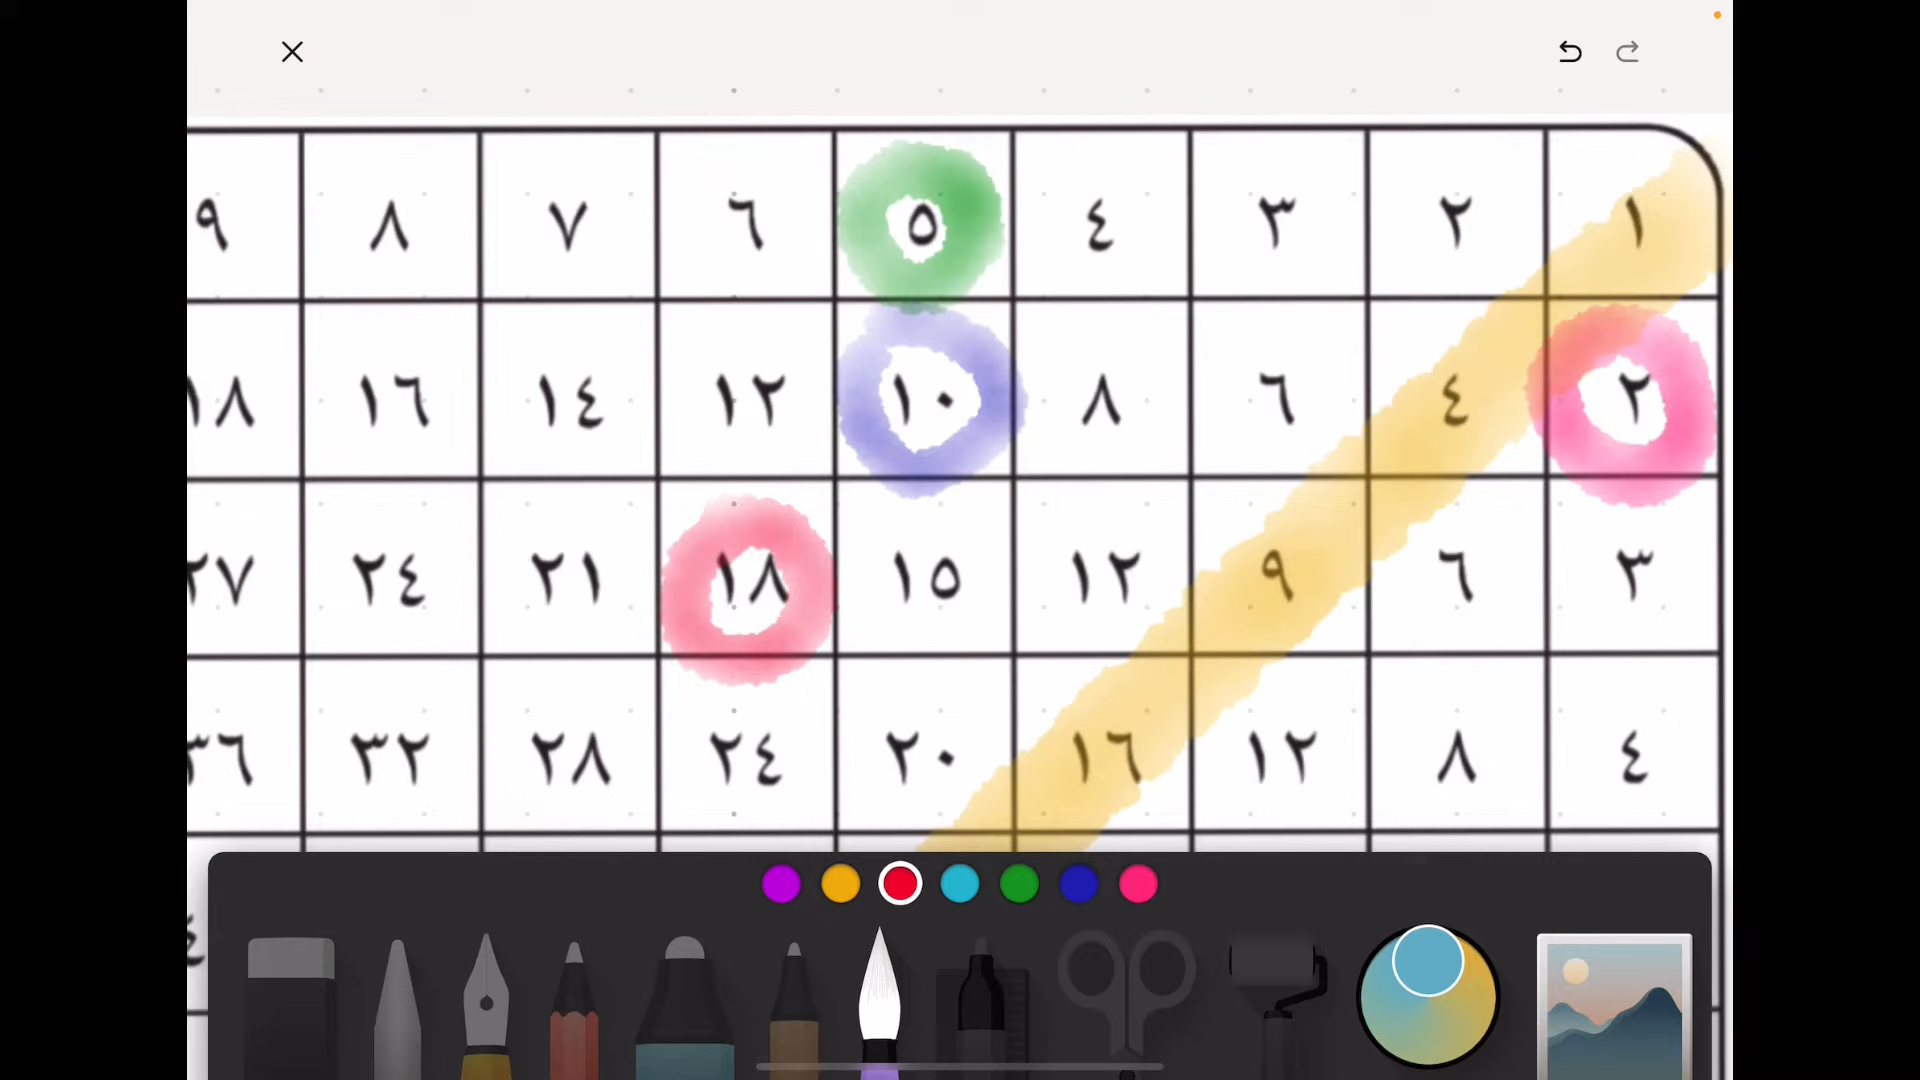 ١ ٢ ٣ ٤ ٥ ٦ ٧ ٨ ٩
٢ ٤ ٦ ٨ ١٠ ١٢ ١٤ ١٦ ١٨
٣ ٦ ٩ ١٢ ١٥ ١٨ ٢١ ٢٤ ٢٧
٤ ٨ ١٢ ١٦ ٢٠ ٢٤ ٢٨ ٣٢ ٣٦